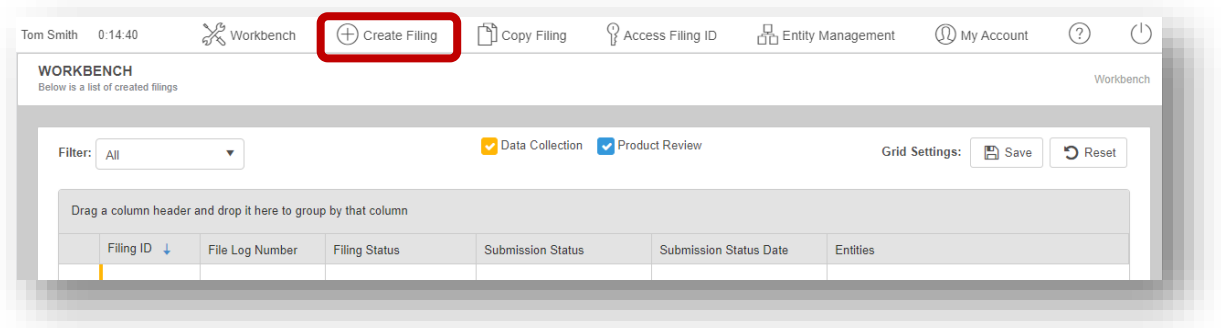 Tom Smith 0:14:40 Workbench Create Filing Copy Filing Access Filing ID Entity Management My Account ?
WORKBENCH
Below is a list of created filings
Workbench
Filter: All Data Collection Product Review Grid Settings: Save Reset
Drag a column header and drop it here to group by that column
Filing ID ↓ File Log Number Filing Status Submission Status Submission Status Date Entities